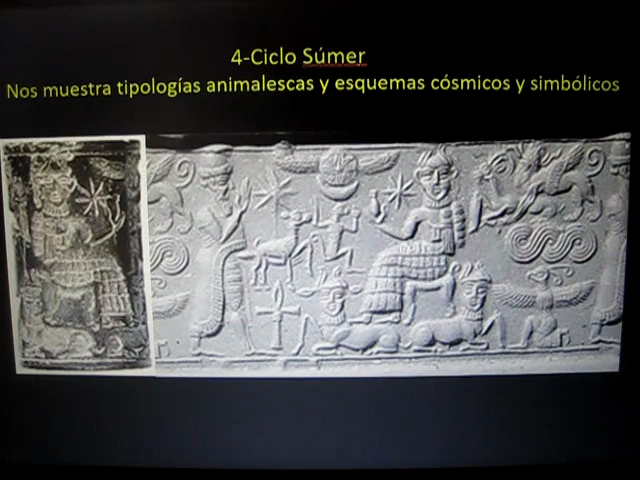 4-Ciclo Súmer
Nos muestra tipologías animalescas y esquemas cósmicos y simbólicos